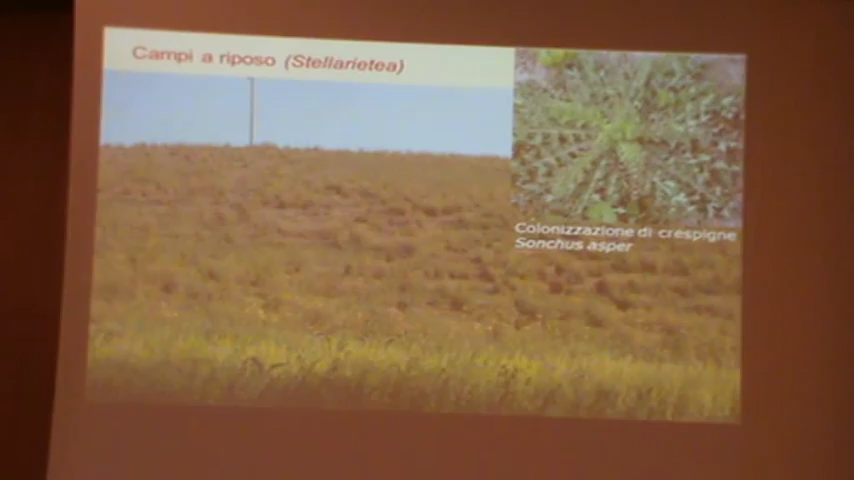 Campi a riposo (Stellarietea)
Colonizzazione di crespigne
Sonchus asper